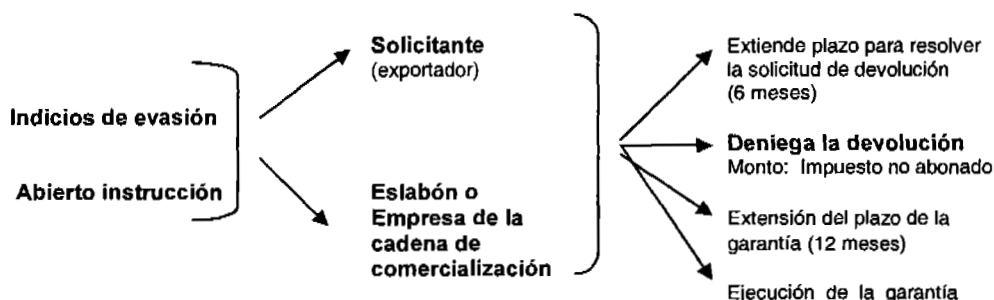 Indicios de evasión
Abierto instrucción
Solicitante
(exportador)
Eslabón o
Empresa de la
cadena de
comercialización
Extiende plazo para resolver
la solicitud de devolución
(6 meses)
Deniega la devolución
Monto: Impuesto no abonado
Extensión del plazo de la
garantía (12 meses)
Ejecución de la garantía